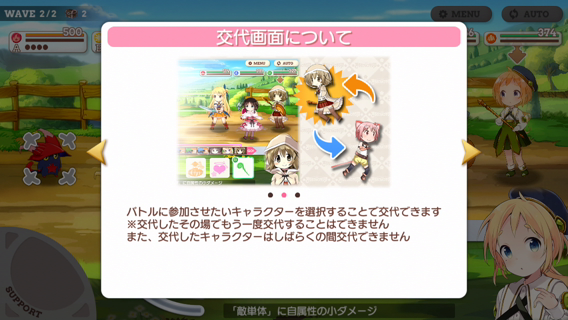 WAVE 2/2
2
MENU
AUTO
500
374
交代画面について
MENU
AUTO
バトルに参加させたいキャラクターを選択することで交代できます
※交代したその場でもう一度交代することはできません
また、交代したキャラクターはしばらくの間交代できません
SUPPORT
「敵単体」に自属性の小ダメージ